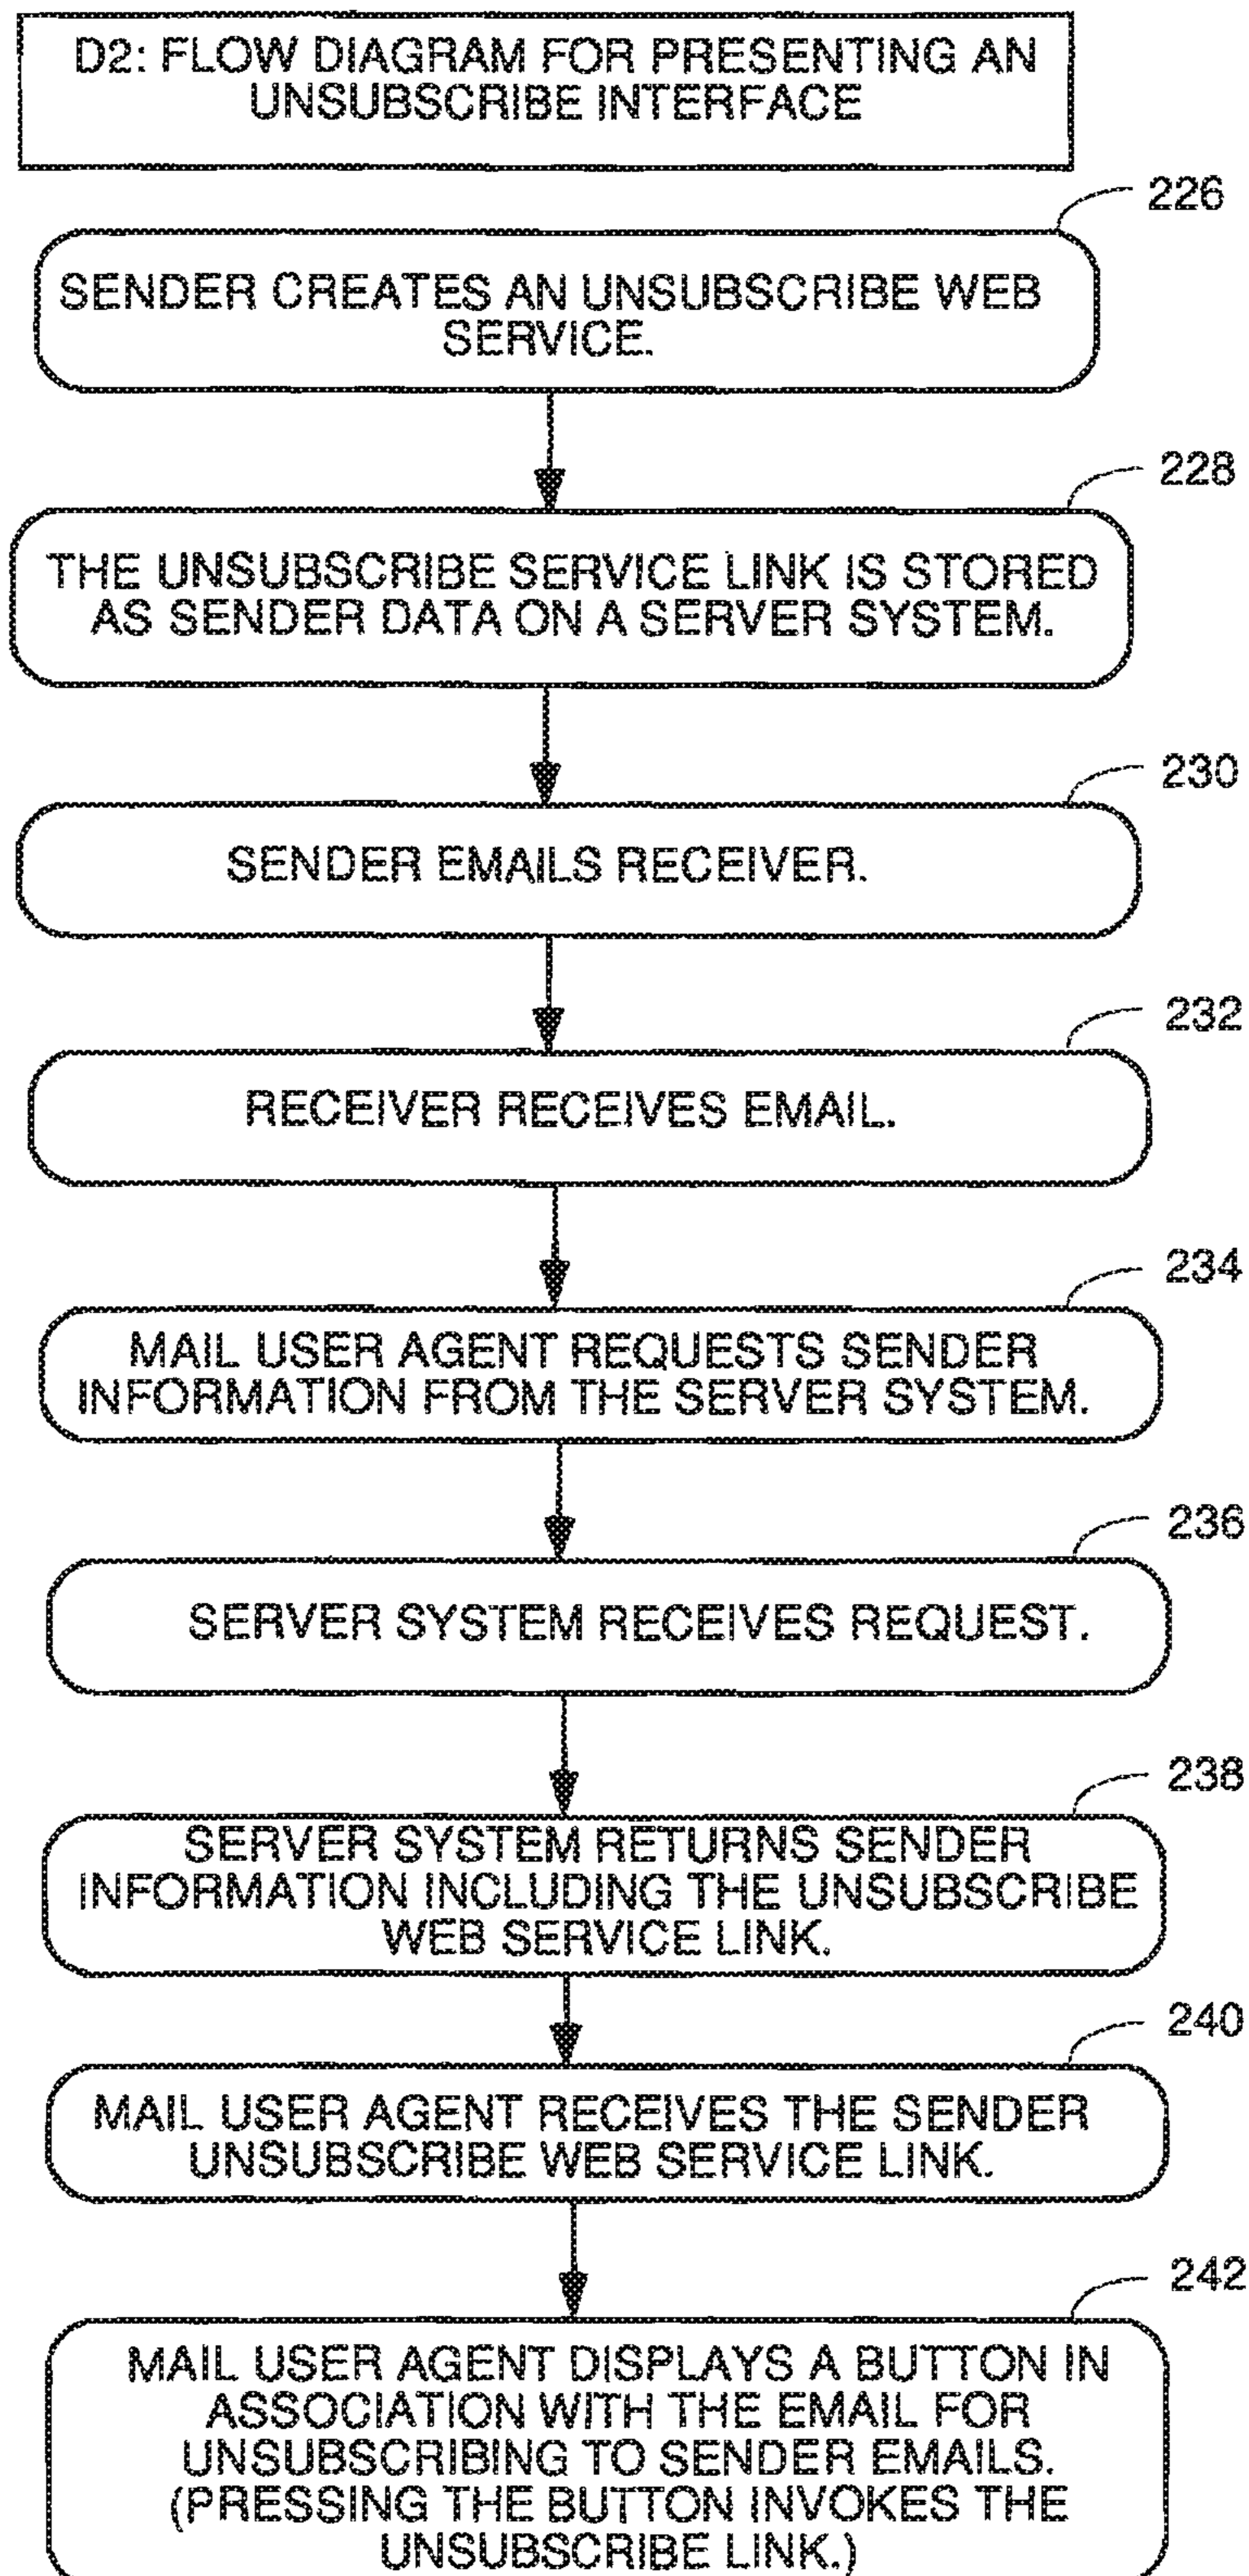 D2: FLOW DIAGRAM FOR PRESENTING AN
UNSUBSCRIBE INTERFACE
226
SENDER CREATES AN UNSUBSCRIBE WEB
SERVICE.
228
THE UNSUBSCRIBE SERVICE LINK IS STORED
AS SENDER DATA ON A SERVER SYSTEM.
230
SENDER EMAILS RECEIVER.
232
RECEIVER RECEIVES EMAIL.
234
MAIL USER AGENT REQUESTS SENDER
INFORMATION FROM THE SERVER SYSTEM.
236
SERVER SYSTEM RECEIVES REQUEST.
238
SERVER SYSTEM RETURNS SENDER
INFORMATION INCLUDING THE UNSUBSCRIBE
WEB SERVICE LINK.
240
MAIL USER AGENT RECEIVES THE SENDER
UNSUBSCRIBE WEB SERVICE LINK.
242
MAIL USER AGENT DISPLAYS A BUTTON IN
ASSOCIATION WITH THE EMAIL FOR
UNSUBSCRIBING TO SENDER EMAILS.
(PRESSING THE BUTTON INVOKES THE
UNSUBSCRIBE LINK.)